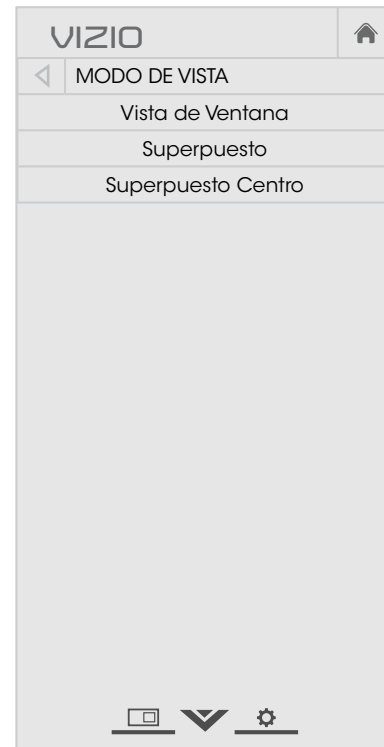 VIZIO
MODO DE VISTA
Vista de Ventana
Superpuesto
Superpuesto Centro